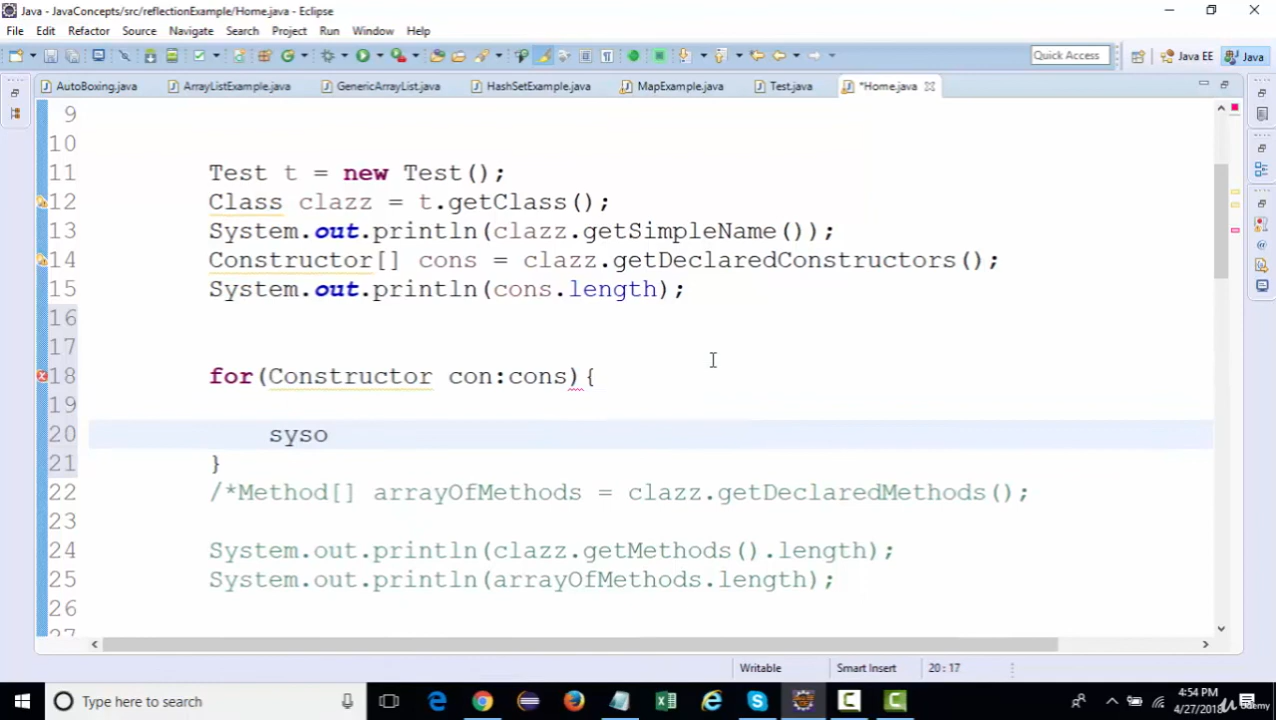 Java - JavaConcepts/src/reflectionExample/Home.java - Eclipse
File Edit Refactor Source Navigate Search Project Run Window Help
Quick Access Java EE Java
AutoBoxing.java ArrayListExample.java GenericArrayList.java HashSetExample.java MapExample.java Test.java *Home.java
9
10
11 Test t = new Test();
12 Class clazz = t.getClass();
13 System.out.println(clazz.getSimpleName());
14 Constructor[] cons = clazz.getDeclaredConstructors();
15 System.out.println(cons.length);
16
17
18 for(Constructor con:cons){
19
20 syso
21 }
22 /*Method[] arrayOfMethods = clazz.getDeclaredMethods();
23
24 System.out.println(clazz.getMethods().length);
25 System.out.println(arrayOfMethods.length);
26
27
Writable Smart Insert 20 : 17
Type here to search
4:54 PM
4/27/2018
Udemy